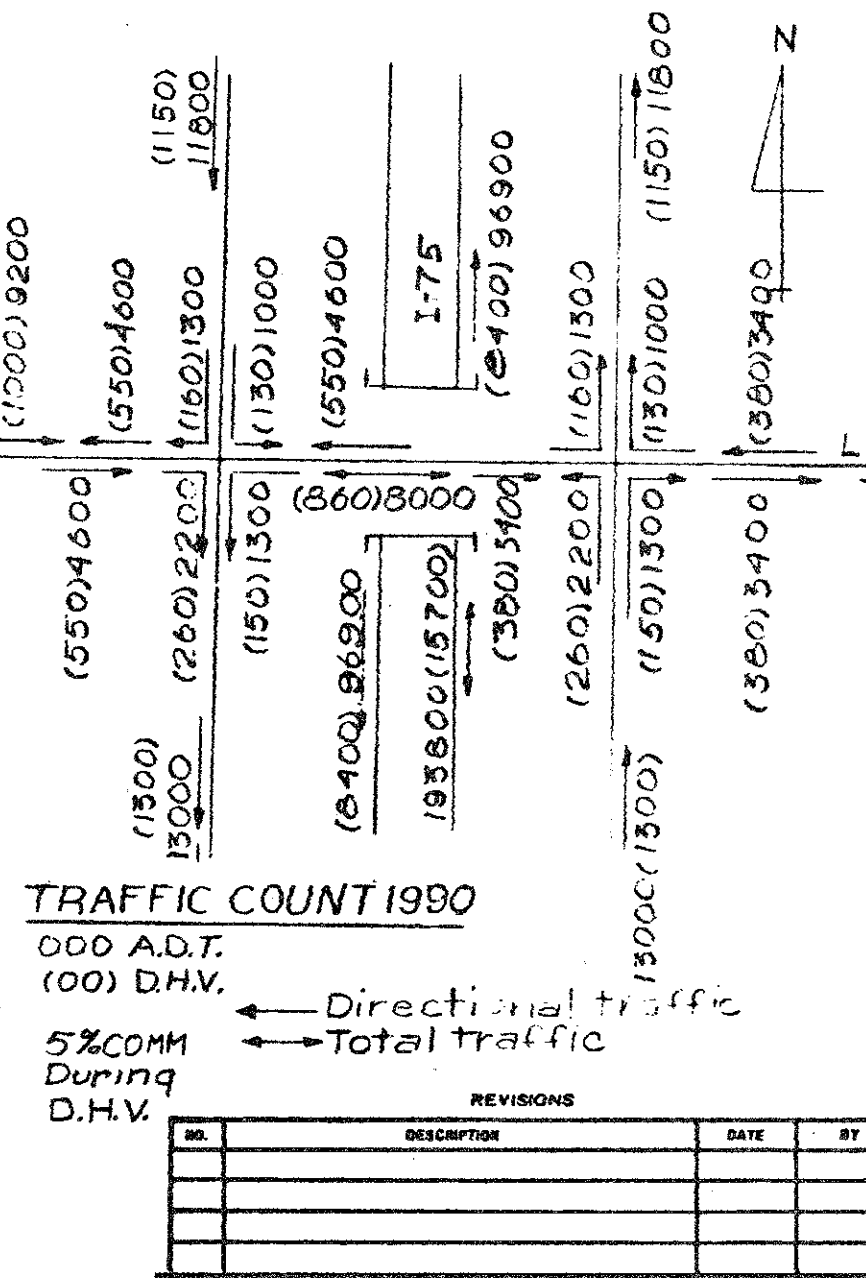 (1150)
11800
(1150) 11800
N
(1000) 9200
(550)4600
(160)1300
(130)1000
(550)4600
I-75
(8400) 96900
(160)1300
(130)1000
(380)3400
L
(550)4600
(260)2200
(150)1300
(860)8000
(380)3400
(260)2200
(150)1300
(380)3400
(8400) 96900
193800(15700)
(1300)
13000
13000(1300)
TRAFFIC COUNT 1990
000 A.D.T.
(00) D.H.V.
Directional traffic
5%COMM
Total traffic
During
D.H.V.
REVISIONS
NO. DESCRIPTION DATE BY